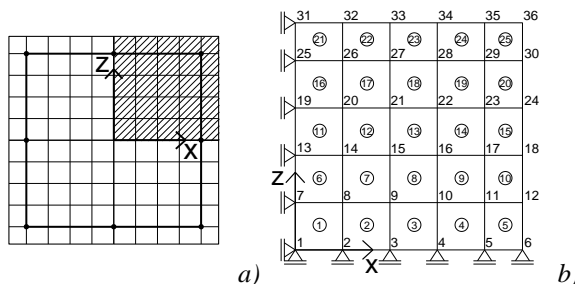 31 32 33 34 35 36
21 22 23 24 25
Z
25 26 27 28 29 30
16 17 18 19 20
19 20 21 22 23 24
11 12 13 14 15
X
13 14 15 16 17 18
Z
6 7 8 9 10
7 8 9 10 11 12
1 2 3 4 5
1 2 3 4 5 6
X
a) b)